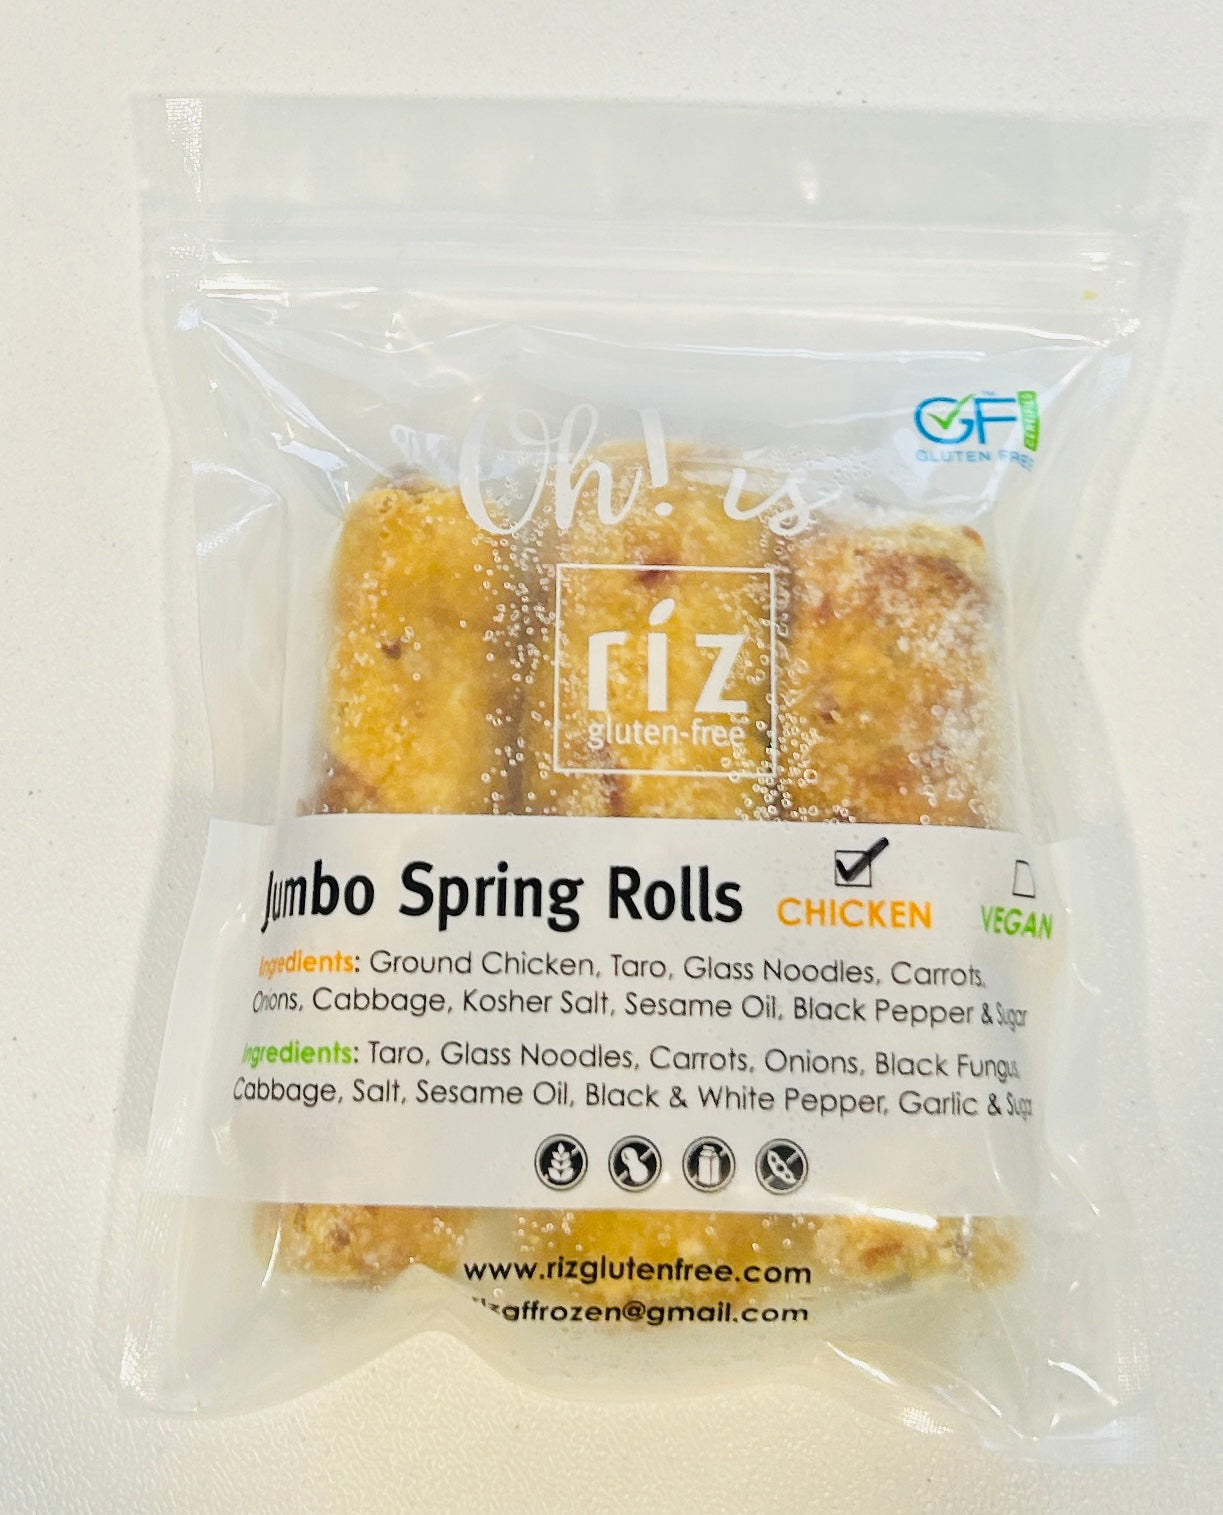 Oh! is
GF
CERTIFIED
GLUTEN FREE
riz
gluten-free
Jumbo Spring Rolls
CHICKEN
VEGAN
Ingredients: Ground Chicken, Taro, Glass Noodles, Carrots,
Onions, Cabbage, Kosher Salt, Sesame Oil, Black Pepper & Sugar
Ingredients: Taro, Glass Noodles, Carrots, Onions, Black Fungus,
Cabbage, Salt, Sesame Oil, Black & White Pepper, Garlic & Sugar
www.rizglutenfree.com